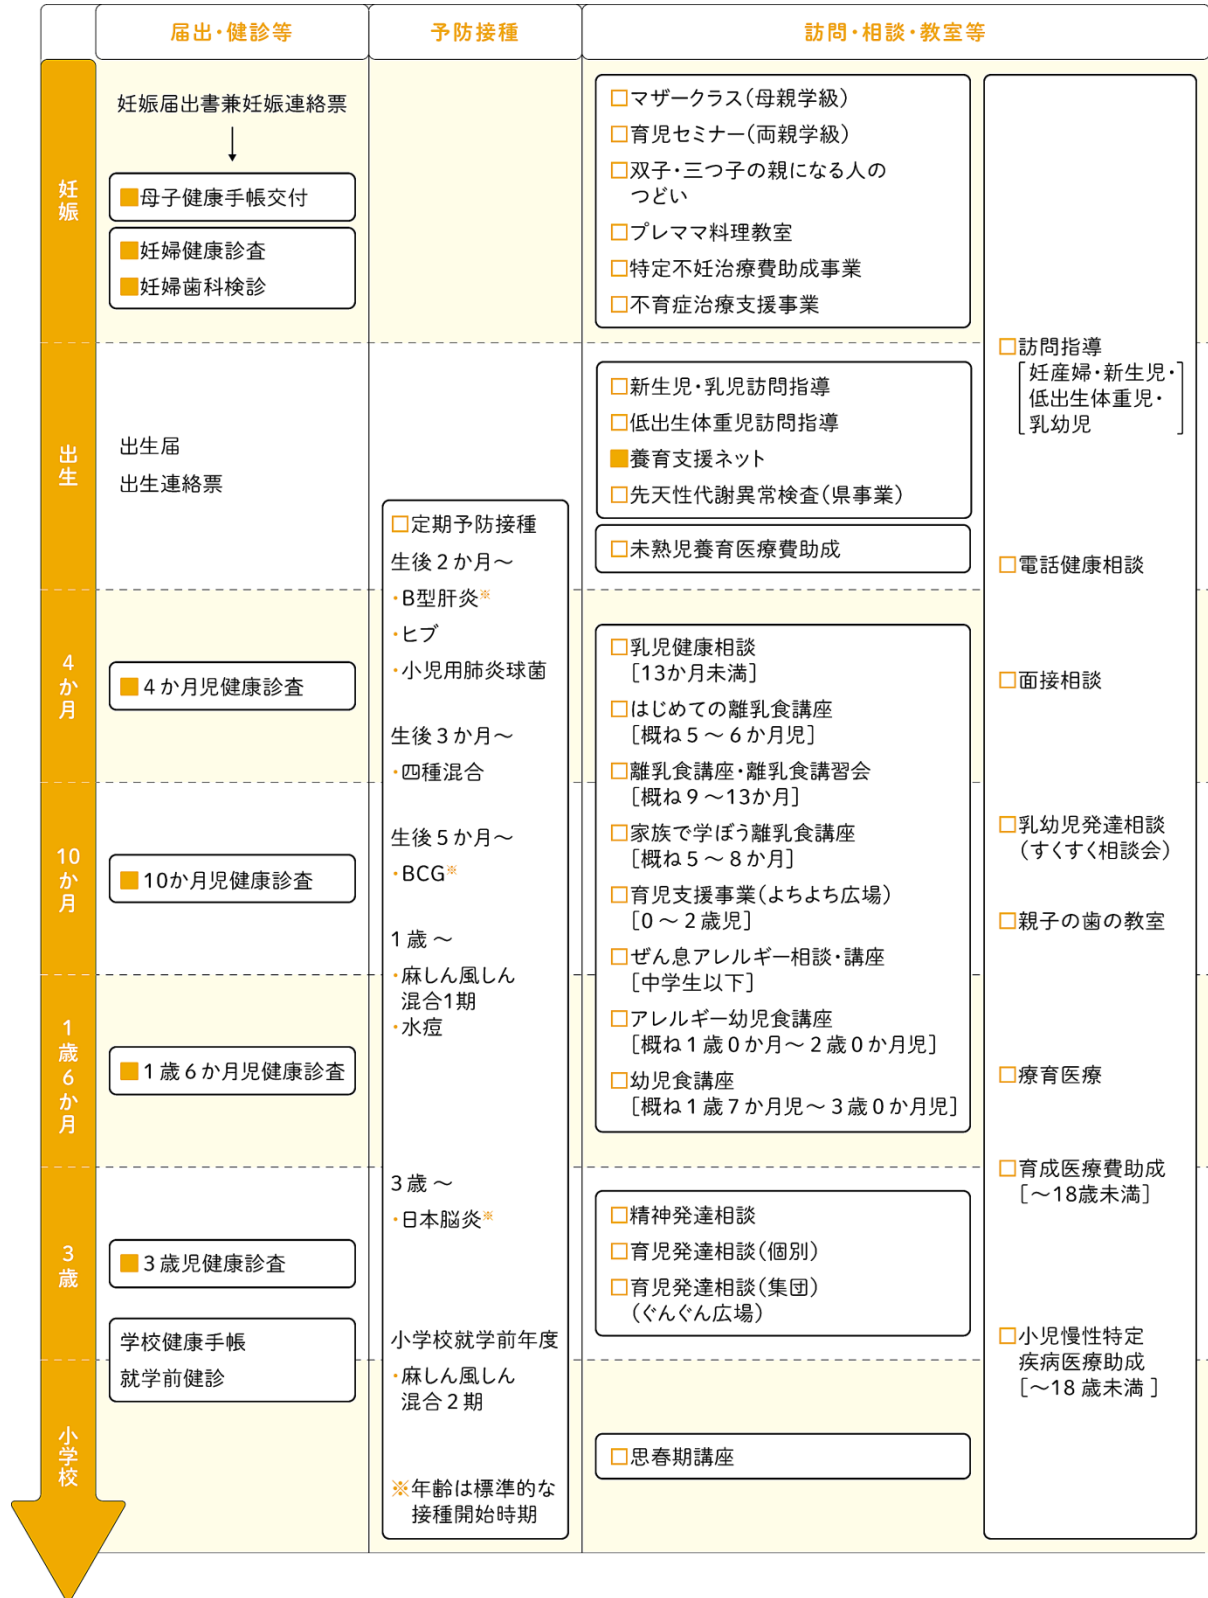 届出・健診等
予防接種
訪問・相談・教室等
妊娠
妊娠届出書兼妊娠連絡票
↓
■母子健康手帳交付
■妊婦健康診査
■妊婦歯科検診
□マザークラス（母親学級）
□育児セミナー（両親学級）
□双子・三つ子の親になる人の
つどい
□プレママ料理教室
□特定不妊治療費助成事業
□不育症治療支援事業
出生
出生届
出生連絡票
□新生児・乳児訪問指導
□低出生体重児訪問指導
■養育支援ネット
□先天性代謝異常検査（県事業）
□未熟児養育医療費助成
4か月
■4か月児健康診査
10か月
■10か月児健康診査
1歳6か月
■1歳6か月児健康診査
3歳
■3歳児健康診査
学校健康手帳
就学前健診
小学校
□定期予防接種
生後2か月～
・B型肝炎※
・ヒブ
・小児用肺炎球菌
生後3か月～
・四種混合
生後5か月～
・BCG※
1歳～
・麻しん風しん
混合1期
・水痘
3歳～
・日本脳炎※
小学校就学前年度
・麻しん風しん
混合2期
※年齢は標準的な
接種開始時期
□乳児健康相談
［13か月未満］
□はじめての離乳食講座
［概ね5～6か月児］
□離乳食講座・離乳食講習会
［概ね9～13か月］
□家族で学ぼう離乳食講座
［概ね5～8か月］
□育児支援事業（よちよち広場）
［0～2歳児］
□ぜん息アレルギー相談・講座
［中学生以下］
□アレルギー幼児食講座
［概ね1歳0か月～2歳0か月児］
□幼児食講座
［概ね1歳7か月児～3歳0か月児］
□精神発達相談
□育児発達相談（個別）
□育児発達相談（集団）
（ぐんぐん広場）
□思春期講座
□訪問指導
［妊産婦・新生児・
低出生体重児・
乳幼児］
□電話健康相談
□面接相談
□乳幼児発達相談
（すくすく相談会）
□親子の歯の教室
□療育医療
□育成医療費助成
［～18歳未満］
□小児慢性特定
疾病医療助成
［～18歳未満］